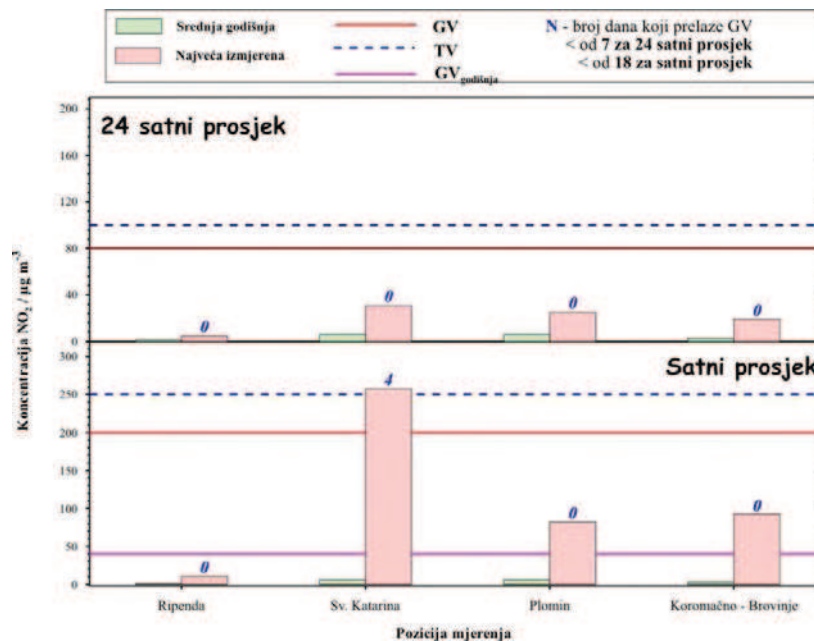 Srednja godišnja
Najveća izmjerena
GV
TV
GVgodišnja
N - broj dana koji prelaze GV
< od 7 za 24 satni prosjek
< od 18 za satni prosjek
24 satni prosjek
200
160
120
80
40
0
0
0
0
0
Koncentracija NO₂ / µg m⁻³
Satni prosjek
300
250
200
150
100
50
0
0
4
0
0
Ripenda
Sv. Katarina
Plomin
Koromačno - Brovinje
Pozicija mjerenja